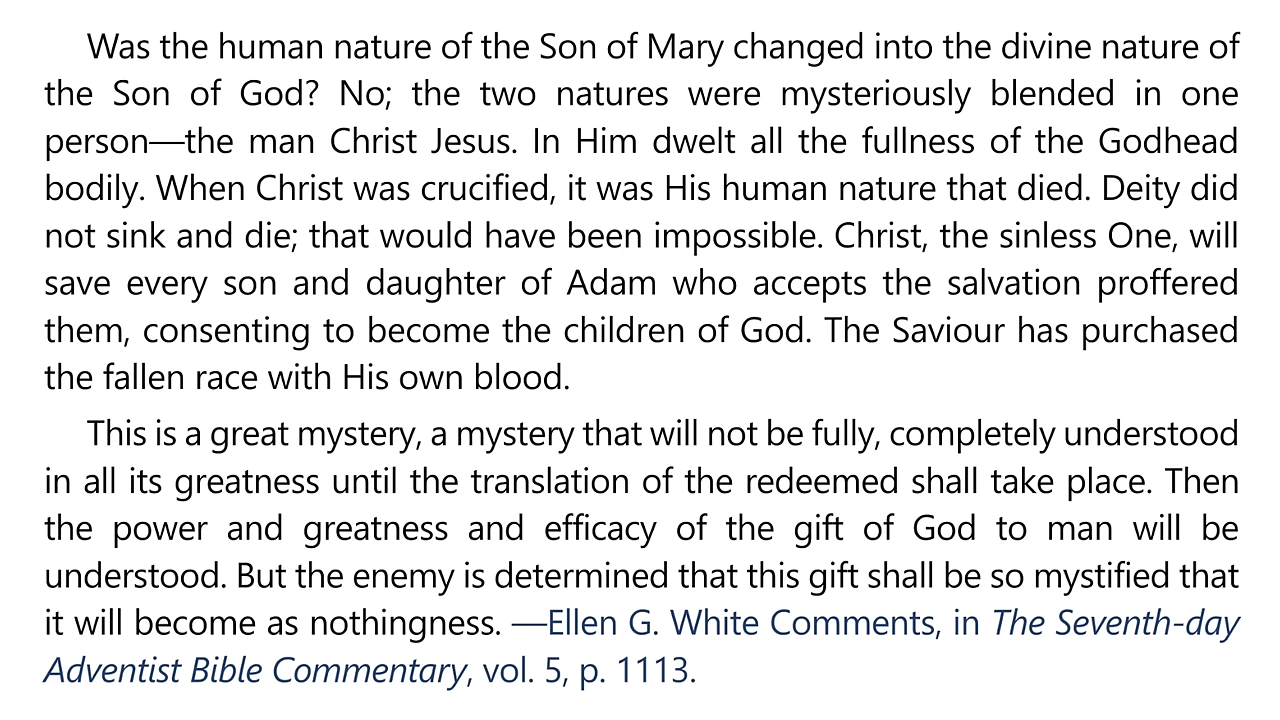 Was the human nature of the Son of Mary changed into the divine nature of
the Son of God? No; the two natures were mysteriously blended in one
person—the man Christ Jesus. In Him dwelt all the fullness of the Godhead
bodily. When Christ was crucified, it was His human nature that died. Deity did
not sink and die; that would have been impossible. Christ, the sinless One, will
save every son and daughter of Adam who accepts the salvation proffered
them, consenting to become the children of God. The Saviour has purchased
the fallen race with His own blood.
This is a great mystery, a mystery that will not be fully, completely understood
in all its greatness until the translation of the redeemed shall take place. Then
the power and greatness and efficacy of the gift of God to man will be
understood. But the enemy is determined that this gift shall be so mystified that
it will become as nothingness. —Ellen G. White Comments, in The Seventh-day
Adventist Bible Commentary, vol. 5, p. 1113.